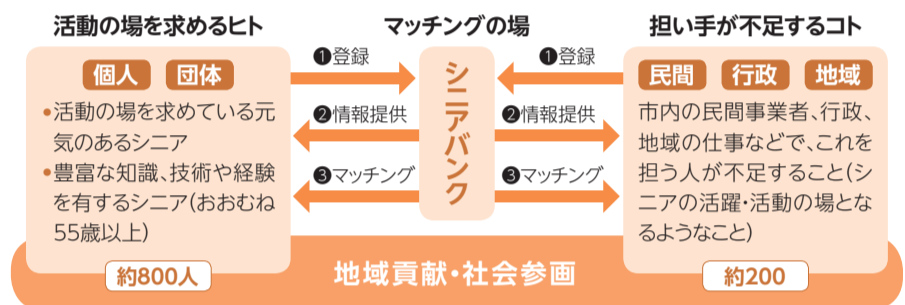 活動の場を求めるヒト
個人 団体
•活動の場を求めている元
気のあるシニア
•豊富な知識、技術や経験
を有するシニア(おおむね
55歳以上)
約800人
マッチングの場
シニアバンク
❶登録
❷情報提供
❸マッチング
❶登録
❷情報提供
❸マッチング
担い手が不足するコト
民間 行政 地域
市内の民間事業者、行政、
地域の仕事などで、これを
担う人が不足すること(シ
ニアの活躍・活動の場とな
るようなこと)
約200
地域貢献・社会参画